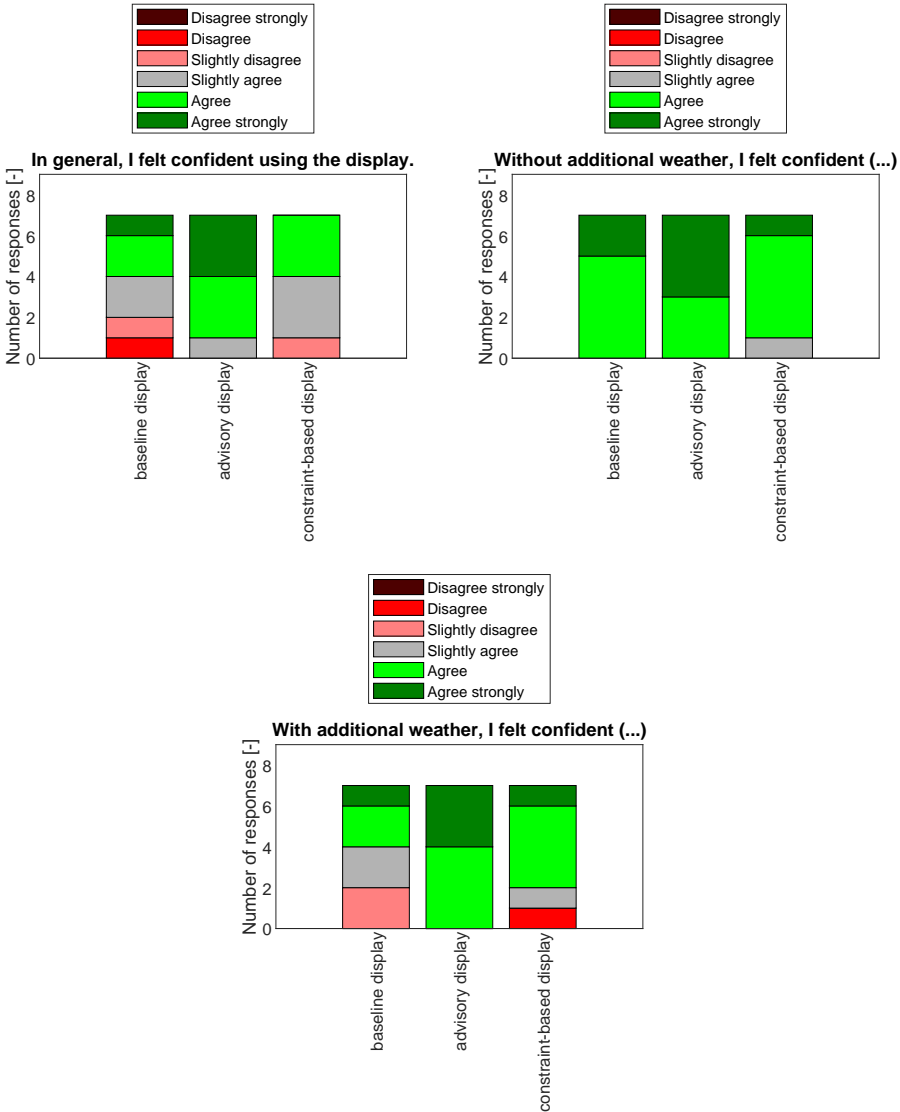 Disagree strongly
Disagree
Slightly disagree
Slightly agree
Agree
Agree strongly
In general, I felt confident using the display.
Number of responses [-]
8
6
4
2
0
baseline display
advisory display
constraint-based display
Disagree strongly
Disagree
Slightly disagree
Slightly agree
Agree
Agree strongly
Without additional weather, I felt confident (...)
Number of responses [-]
8
6
4
2
0
baseline display
advisory display
constraint-based display
Disagree strongly
Disagree
Slightly disagree
Slightly agree
Agree
Agree strongly
With additional weather, I felt confident (...)
Number of responses [-]
8
6
4
2
0
baseline display
advisory display
constraint-based display